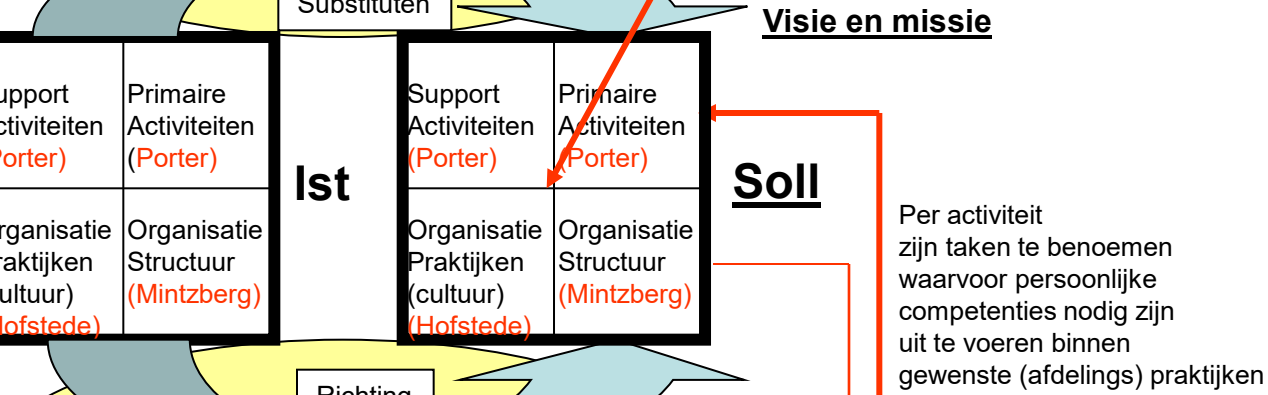 Substituten
Visie en missie
upport
ctiviteiten
orter)
Primaire
Activiteiten
(Porter)
rganisatie
raktijken
ultuur)
ofstede)
Organisatie
Structuur
(Mintzberg)
Ist
Support
Activiteiten
(Porter)
Primaire
Activiteiten
(Porter)
Organisatie
Praktijken
(cultuur)
(Hofstede)
Organisatie
Structuur
(Mintzberg)
Soll
Per activiteit
zijn taken te benoemen
waarvoor persoonlijke
competenties nodig zijn
uit te voeren binnen
gewenste (afdelings) praktijken
Richting